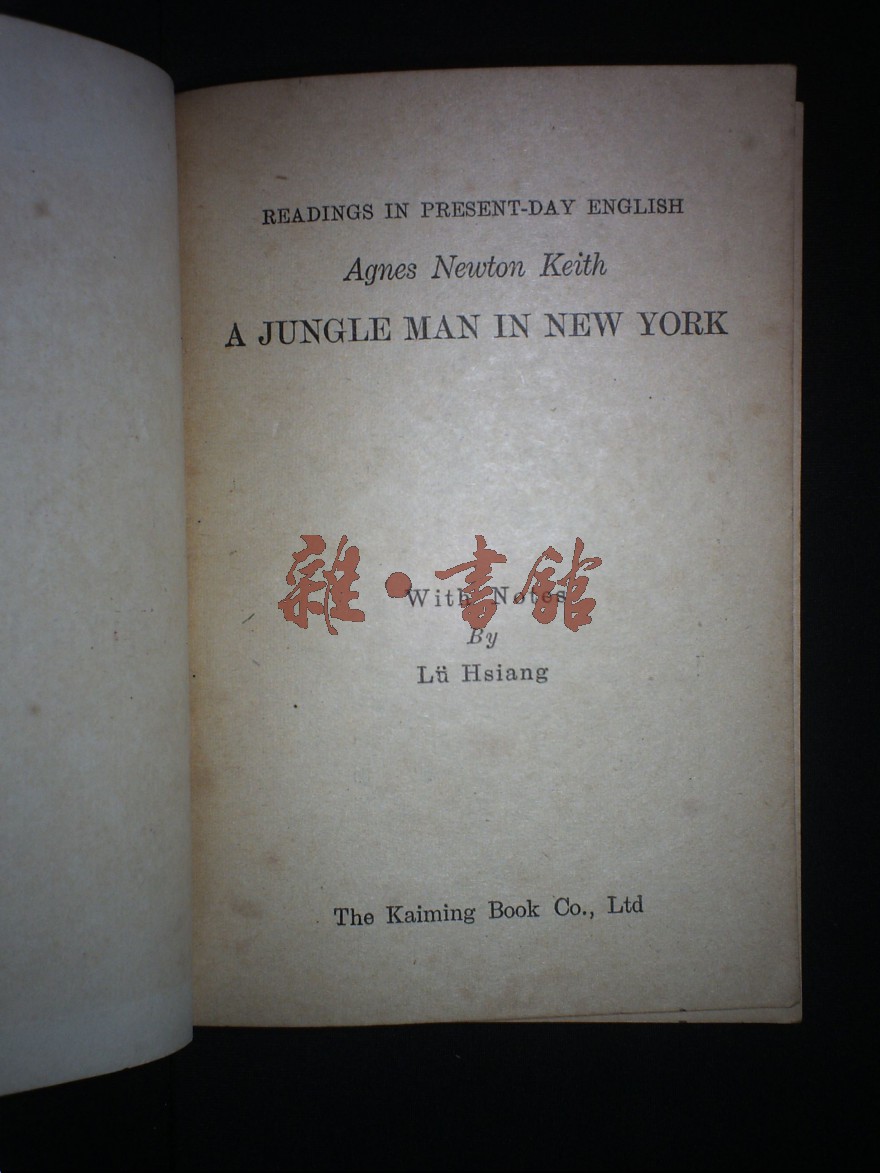 READINGS IN PRESENT-DAY ENGLISH
Agnes Newton Keith
A JUNGLE MAN IN NEW YORK
雜·書館
With Notes
By
Lü Hsiang
The Kaiming Book Co., Ltd